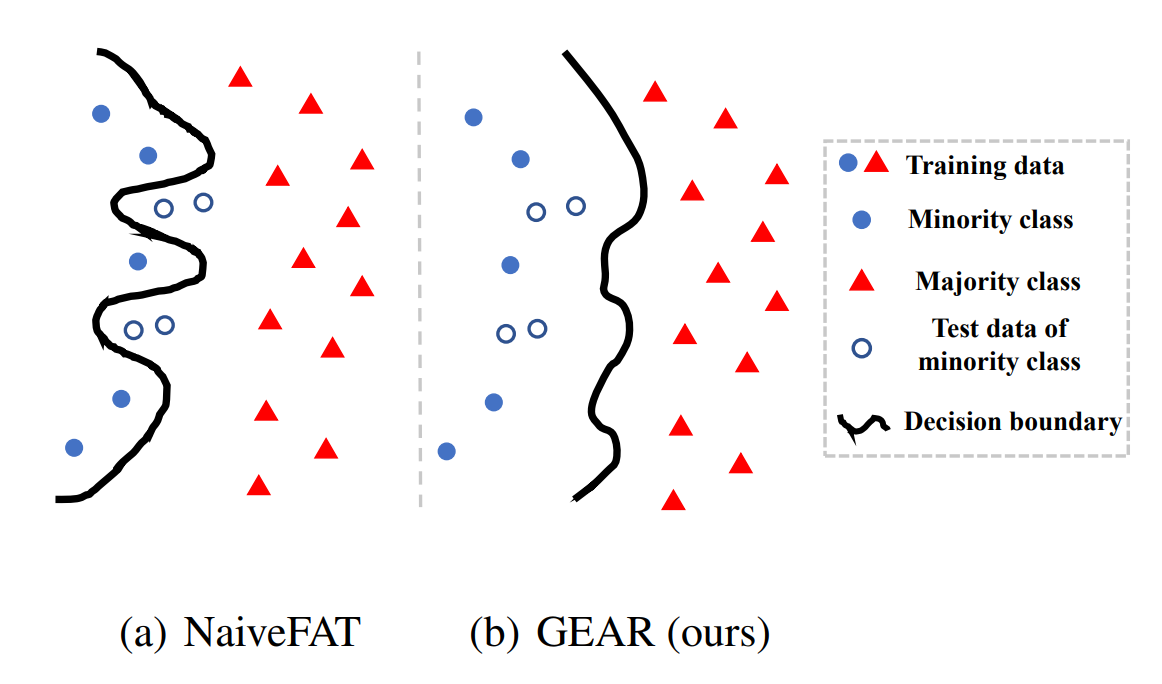 Training data
Minority class
Majority class
Test data of
minority class
Decision boundary
(a) NaiveFAT
(b) GEAR (ours)